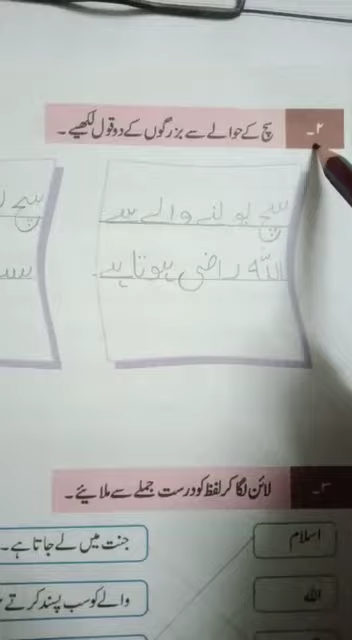 ۲۔ سچ کے حوالے سے بزرگوں کے دو قول لکھیے۔
سچ بولنے والے سے
اللہ راضی ہوتا ہے
سچ
۳۔ لائن لگا کر لفظ کو درست جملے سے ملائیے۔
اسلام
جنت میں لے جاتا ہے۔
اللہ
والے کو سب پسند کرتے